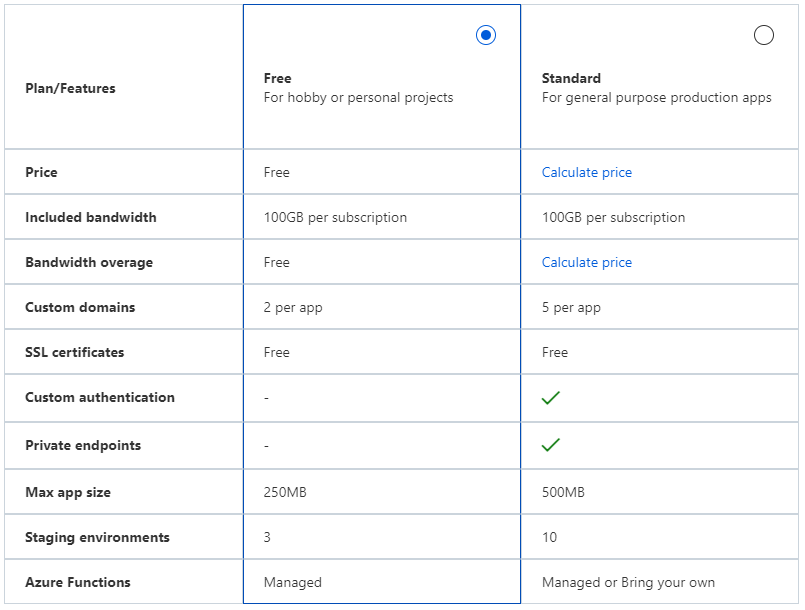 Plan/Features
Free
For hobby or personal projects
Standard
For general purpose production apps
Price Free Calculate price
Included bandwidth 100GB per subscription 100GB per subscription
Bandwidth overage Free Calculate price
Custom domains 2 per app 5 per app
SSL certificates Free Free
Custom authentication -
Private endpoints -
Max app size 250MB 500MB
Staging environments 3 10
Azure Functions Managed Managed or Bring your own